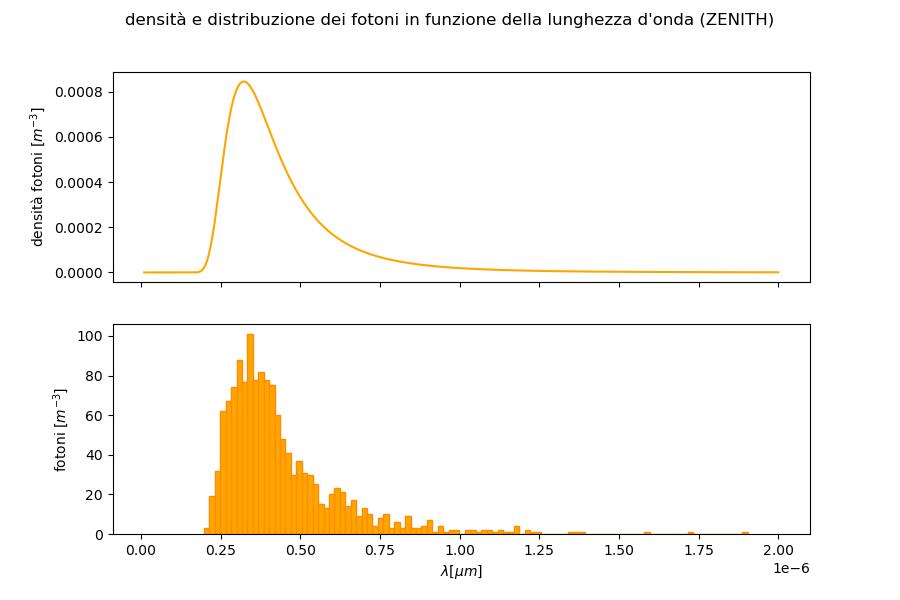 densità e distribuzione dei fotoni in funzione della lunghezza d'onda (ZENITH)
densità fotoni [m⁻³]
0.0008
0.0006
0.0004
0.0002
0.0000
fotoni [m⁻³]
100
80
60
40
20
0
0.00 0.25 0.50 0.75 1.00 1.25 1.50 1.75 2.00
1e−6
λ[μm]